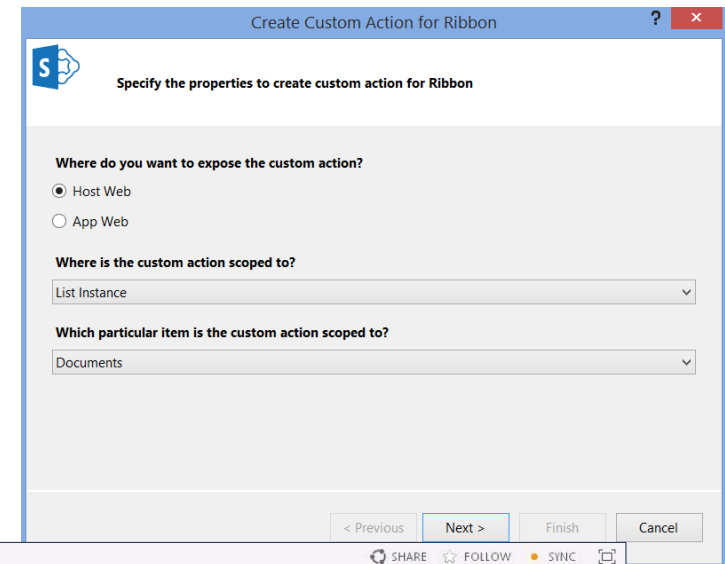 Create Custom Action for Ribbon
?
S
Specify the properties to create custom action for Ribbon
Where do you want to expose the custom action?
Host Web
App Web
Where is the custom action scoped to?
List Instance
Which particular item is the custom action scoped to?
Documents
< Previous Next > Finish Cancel
SHARE FOLLOW SYNC